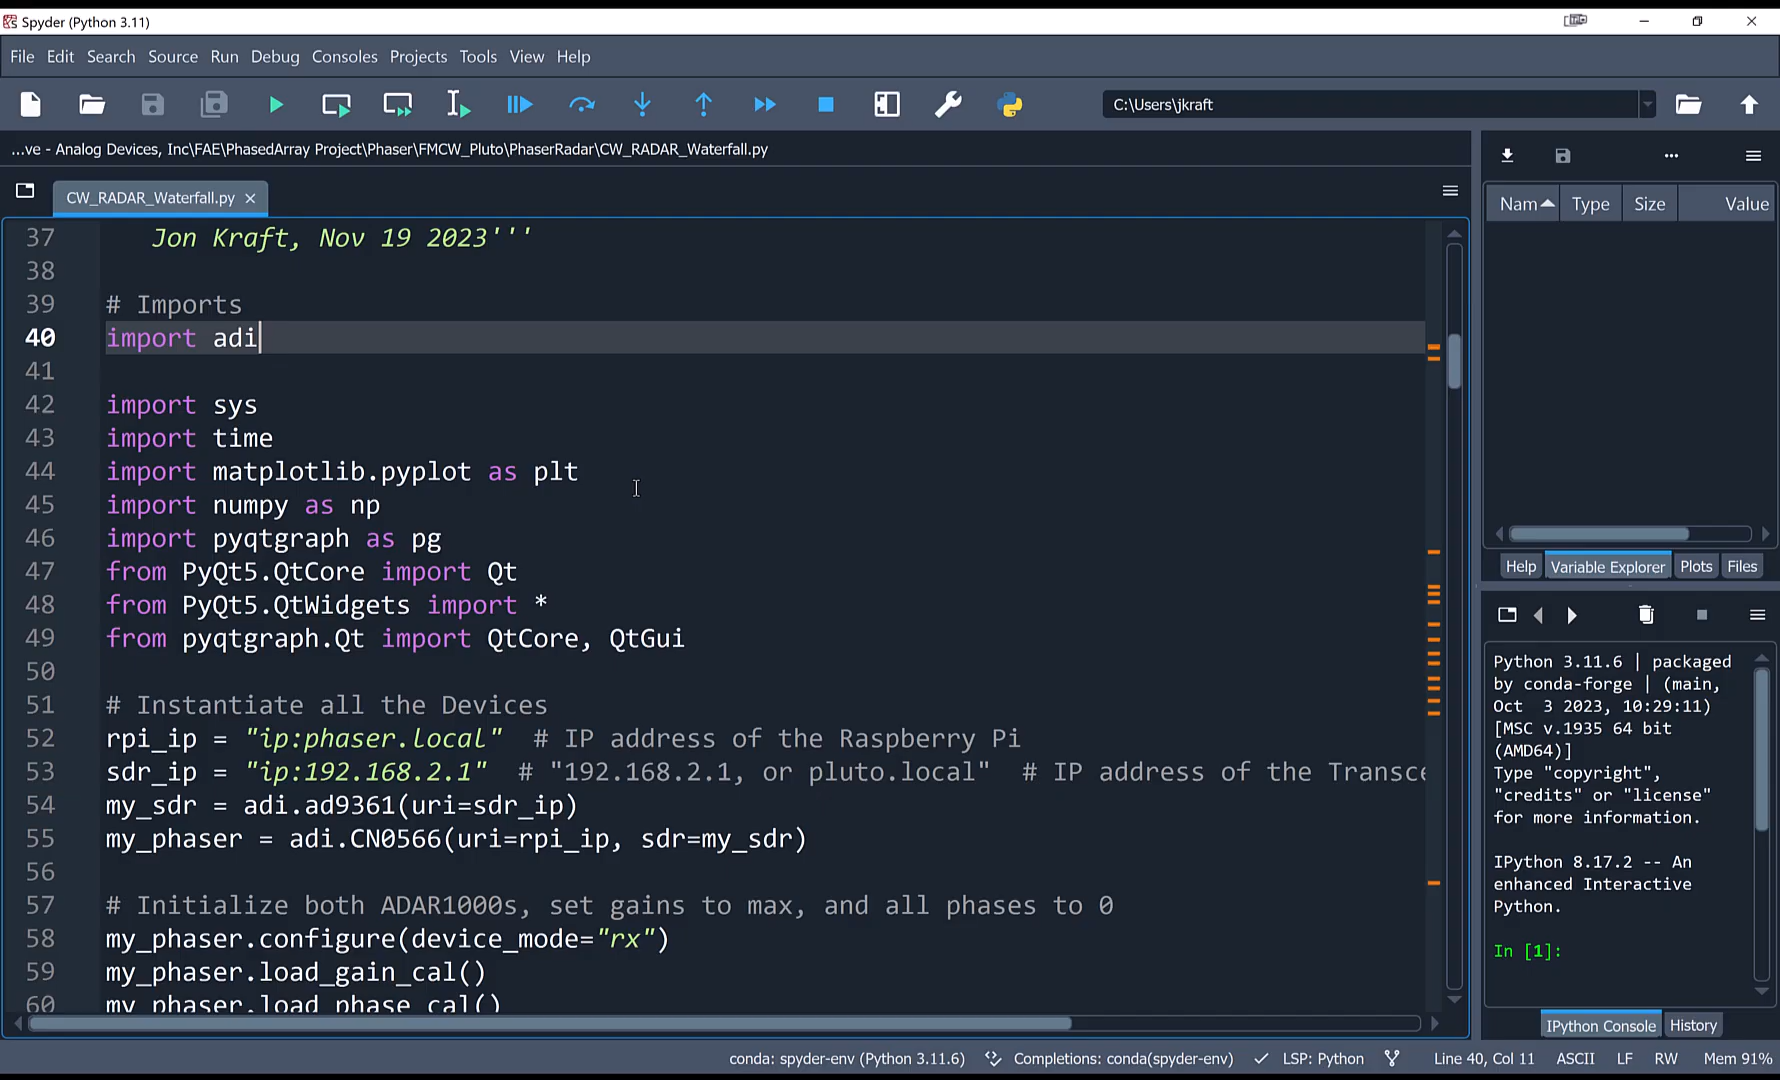 Spyder (Python 3.11)
File Edit Search Source Run Debug Consoles Projects Tools View Help
C:\Users\jkraft
...ve - Analog Devices, Inc\FAE\PhasedArray Project\Phaser\FMCW_Pluto\PhaserRadar\CW_RADAR_Waterfall.py
CW_RADAR_Waterfall.py
37 Jon Kraft, Nov 19 2023'''
38
39 # Imports
40 import adi
41
42 import sys
43 import time
44 import matplotlib.pyplot as plt
45 import numpy as np
46 import pyqtgraph as pg
47 from PyQt5.QtCore import Qt
48 from PyQt5.QtWidgets import *
49 from pyqtgraph.Qt import QtCore, QtGui
50
51 # Instantiate all the Devices
52 rpi_ip = "ip:phaser.local" # IP address of the Raspberry Pi
53 sdr_ip = "ip:192.168.2.1" # "192.168.2.1, or pluto.local" # IP address of the Transce
54 my_sdr = adi.ad9361(uri=sdr_ip)
55 my_phaser = adi.CN0566(uri=rpi_ip, sdr=my_sdr)
56
57 # Initialize both ADAR1000s, set gains to max, and all phases to 0
58 my_phaser.configure(device_mode="rx")
59 my_phaser.load_gain_cal()
60 my_phaser.load_phase_cal()
Nam Type Size Value
Help Variable Explorer Plots Files
Python 3.11.6 | packaged
by conda-forge | (main,
Oct 3 2023, 10:29:11)
[MSC v.1935 64 bit
(AMD64)]
Type "copyright",
"credits" or "license"
for more information.
IPython 8.17.2 -- An
enhanced Interactive
Python.
In [1]:
IPython Console History
conda: spyder-env (Python 3.11.6) Completions: conda(spyder-env) LSP: Python Line 40, Col 11 ASCII LF RW Mem 91%